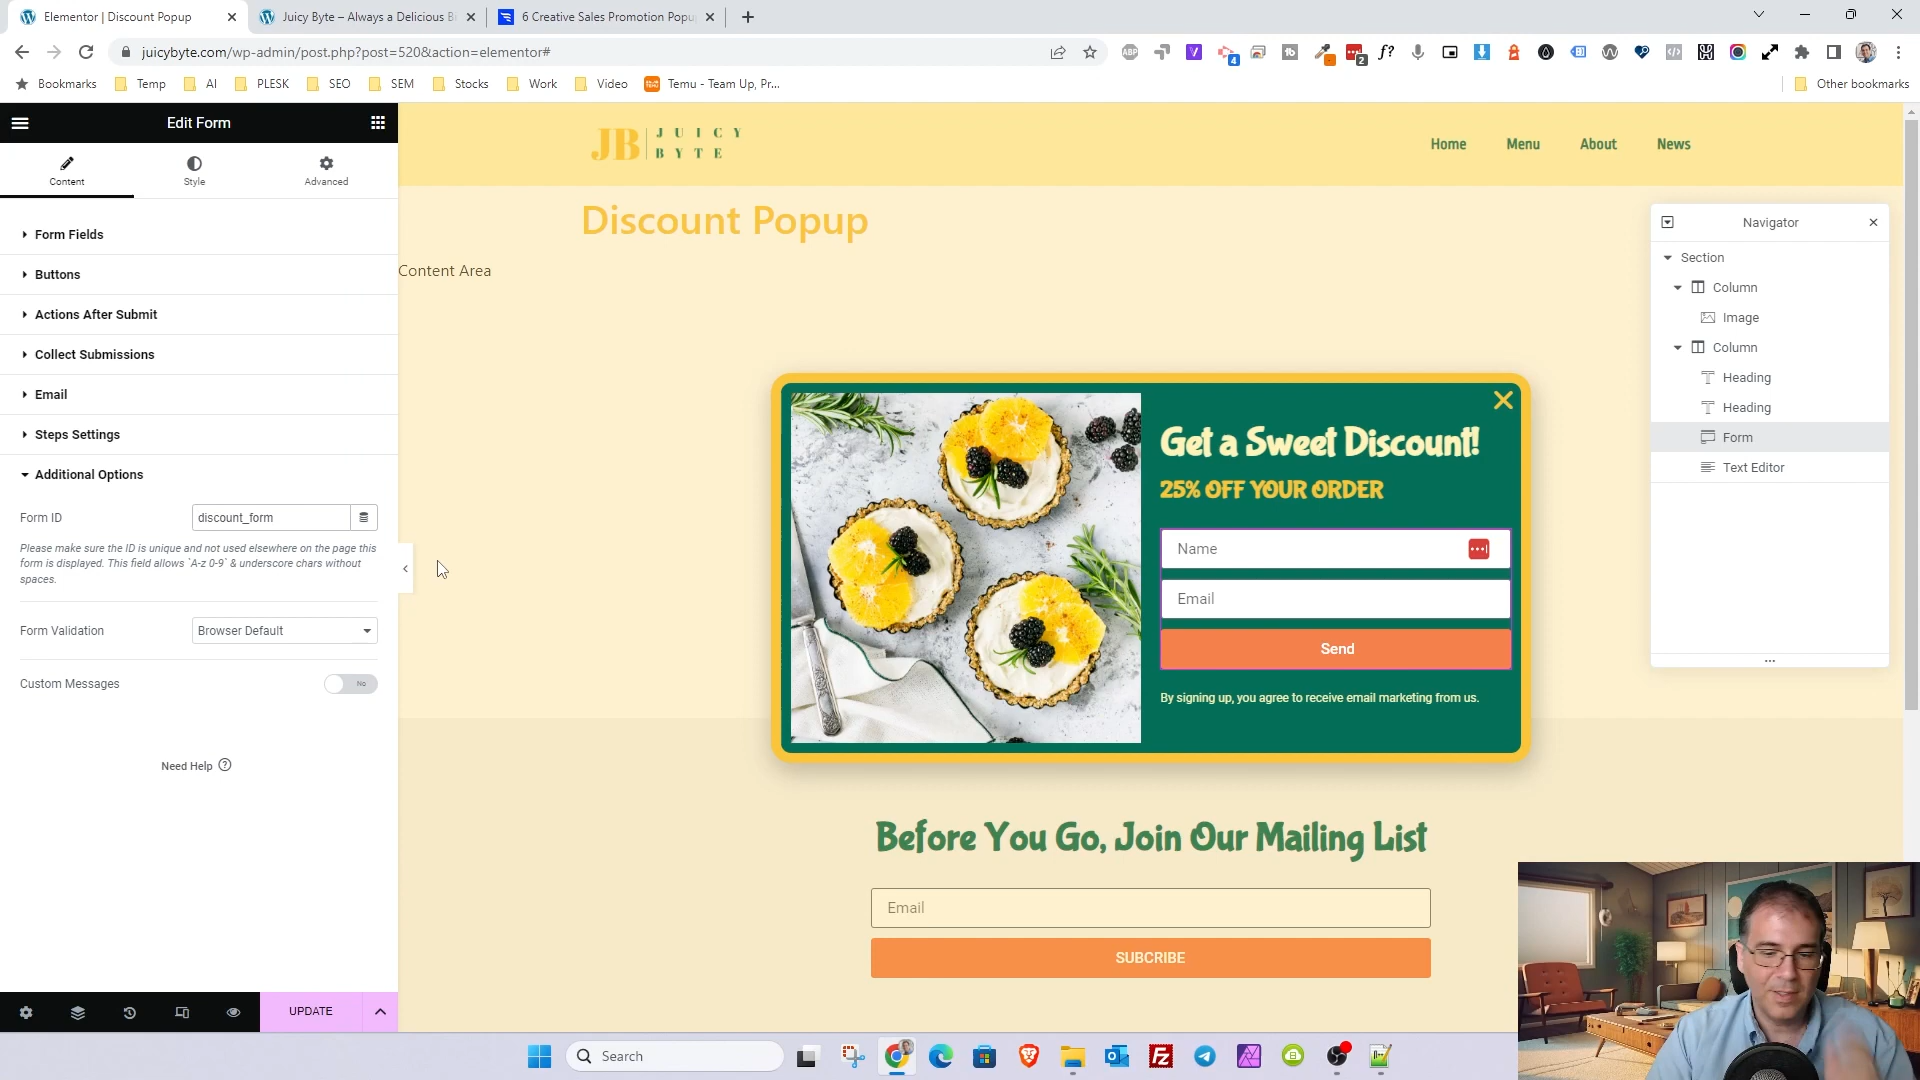 Elementor | Discount Popup
Juicy Byte – Always a Delicious B
6 Creative Sales Promotion Popu
juicybyte.com/wp-admin/post.php?post=520&action=elementor#
Bookmarks
Temp
AI
PLESK
SEO
SEM
Stocks
Work
Video
Temu - Team Up, Pr...
Other bookmarks
Edit Form
Content
Style
Advanced
Form Fields
Buttons
Actions After Submit
Collect Submissions
Email
Steps Settings
Additional Options
Form ID
discount_form
Please make sure the ID is unique and not used elsewhere on the page this
form is displayed. This field allows `A-z 0-9` & underscore chars without
spaces.
Form Validation
Browser Default
Custom Messages
No
Need Help
UPDATE
JB
JUICY
BYTE
Home
Menu
About
News
Discount Popup
Content Area
Get a Sweet Discount!
25% OFF YOUR ORDER
Name
Email
Send
By signing up, you agree to receive email marketing from us.
Before You Go, Join Our Mailing List
Email
SUBCRIBE
Navigator
Section
Column
Image
Column
Heading
Heading
Form
Text Editor
Search